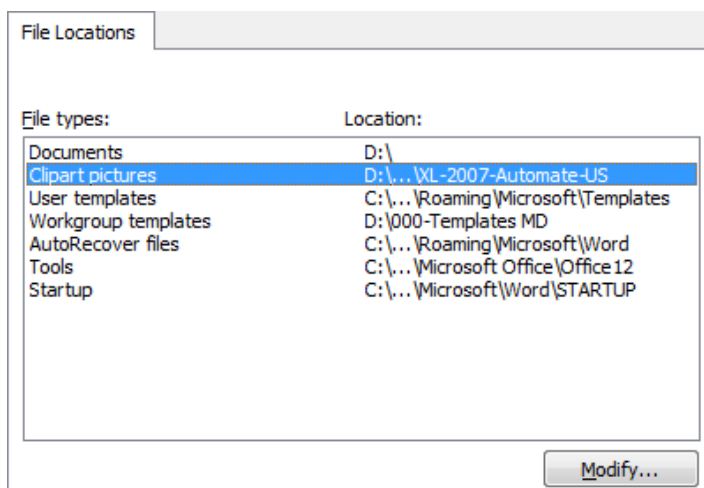 File Locations
File types: Location:
Documents D:\
Clipart pictures D:\...\XL-2007-Automate-US
User templates C:\...\Roaming\Microsoft\Templates
Workgroup templates D:\000-Templates MD
AutoRecover files C:\...\Roaming\Microsoft\Word
Tools C:\...\Microsoft Office\Office12
Startup C:\...\Microsoft\Word\STARTUP
Modify...